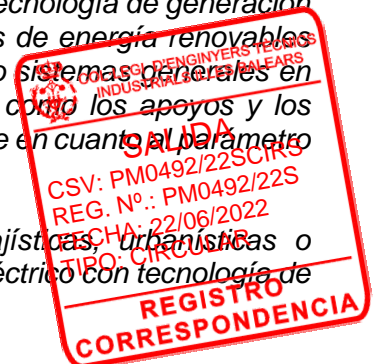 ecnología de generación
s de energía renovables
o sistemas generales en
como los apoyos y los
e en cuanto al parámetro
ajísticas, urbanísticas o
éctrico con tecnología de
COL·LEGI D'ENGINYERS TÈCNICS
INDUSTRIALS ILLES BALEARS
SALIDA
CSV: PM0492/22SCIRS
REG. Nº.: PM0492/22S
FECHA: 22/06/2022
TIPO: CIRCULAR
REGISTRO
CORRESPONDENCIA